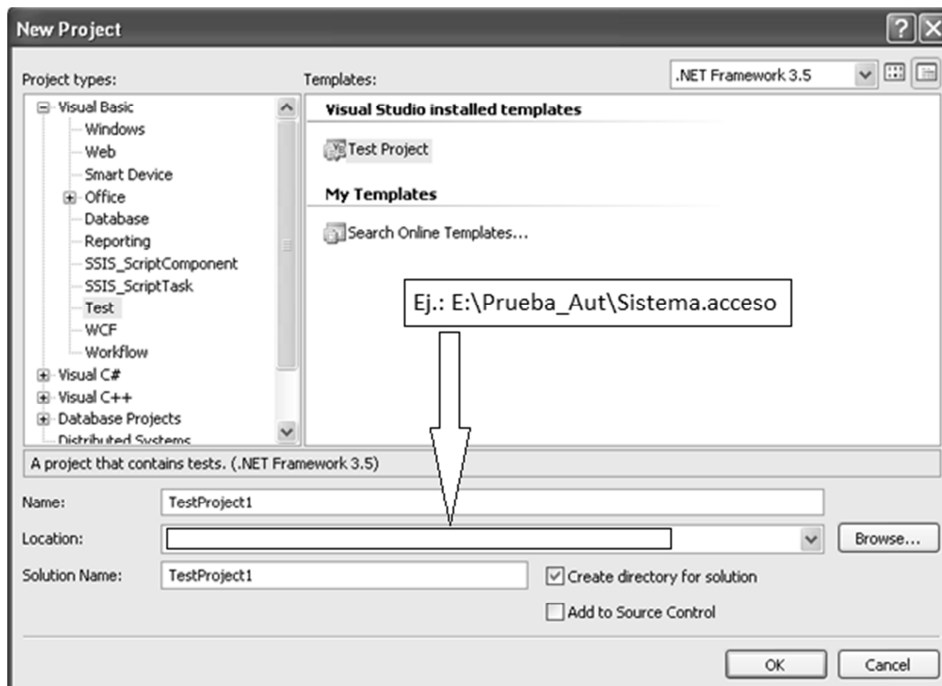 New Project
Project types:
Templates:
.NET Framework 3.5
Visual Basic
Windows
Web
Smart Device
Office
Database
Reporting
SSIS_ScriptComponent
SSIS_ScriptTask
Test
WCF
Workflow
Visual C#
Visual C++
Database Projects
Distributed Systems
Visual Studio installed templates
Test Project
My Templates
Search Online Templates...
Ej.: E:\Prueba_Aut\Sistema.acceso
A project that contains tests. (.NET Framework 3.5)
Name:
TestProject1
Location:
Browse...
Solution Name:
TestProject1
Create directory for solution
Add to Source Control
OK
Cancel